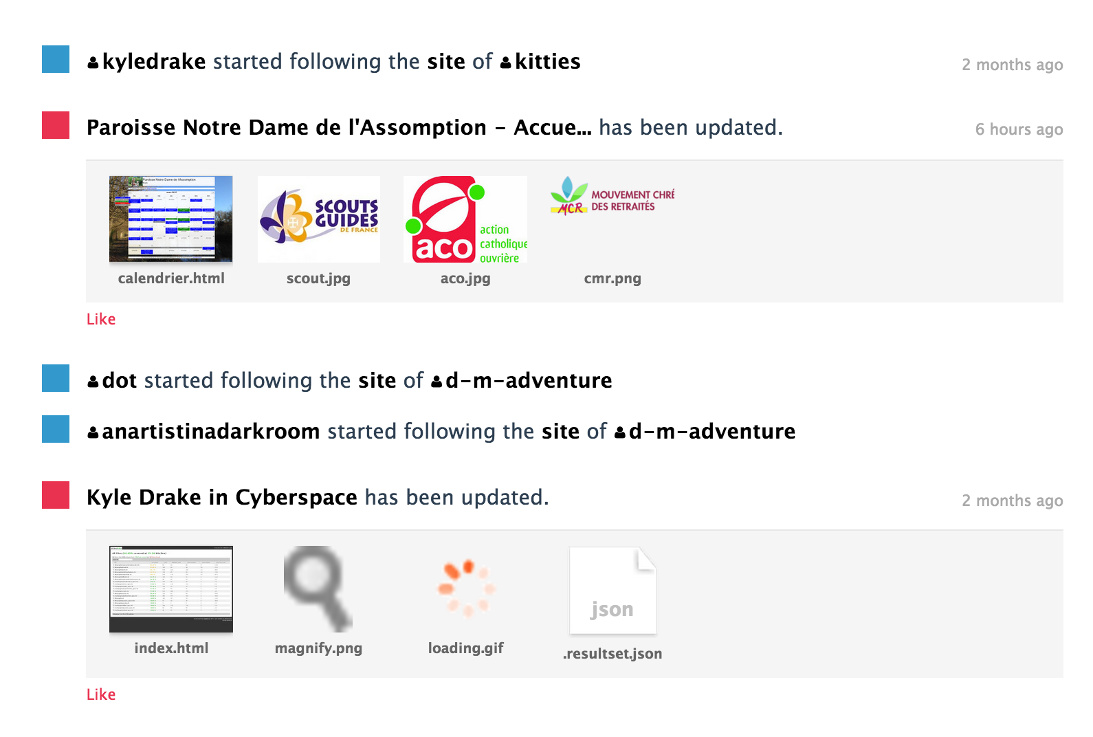 kyledrake started following the site of kitties 2 months ago
Paroisse Notre Dame de l'Assomption - Accue... has been updated. 6 hours ago
SCOUTS
GUIDES
DE FRANCE
aco
action
catholique
ouvrière
MCR
MOUVEMENT CHRÉ
DES RETRAITÉS
calendrier.html scout.jpg aco.jpg cmr.png
Like
dot started following the site of d-m-adventure
anartistinadarkroom started following the site of d-m-adventure
Kyle Drake in Cyberspace has been updated. 2 months ago
json
index.html magnify.png loading.gif .resultset.json
Like